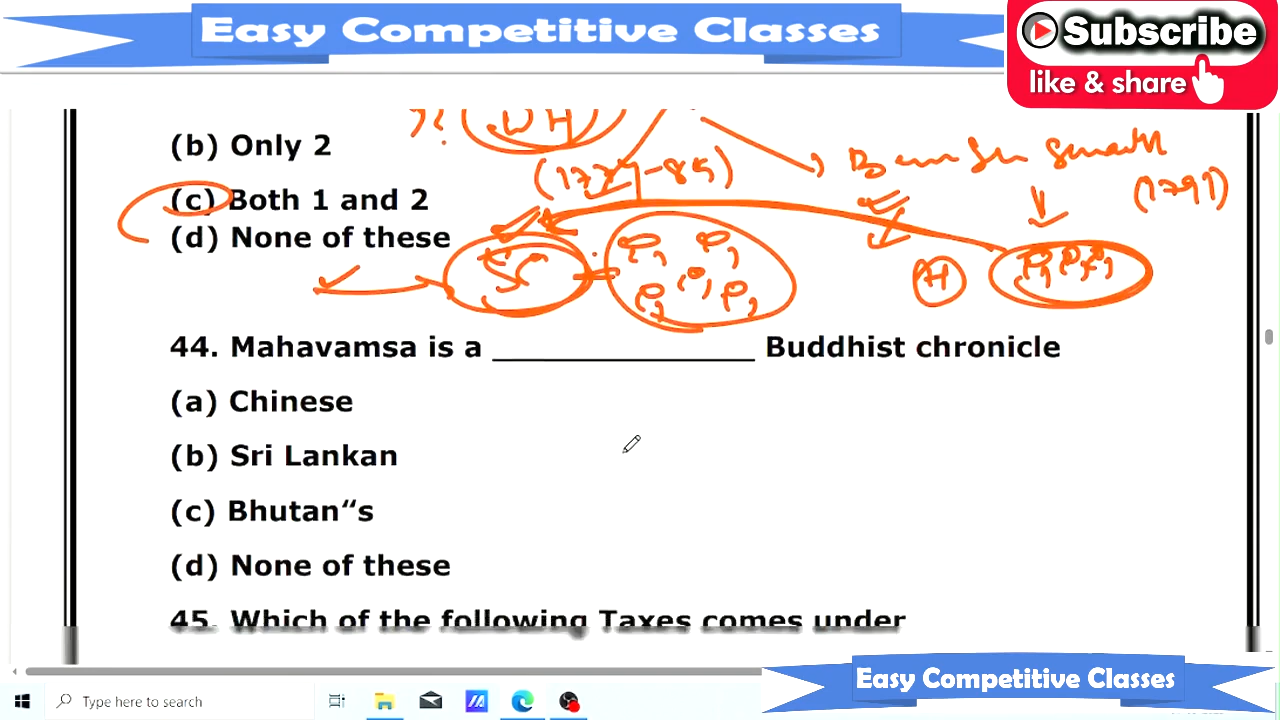 Easy Competitive Classes
Subscribe
like & share
W H
(b) Only 2
(1791)
(c) Both 1 and 2
(d) None of these
SC
H
44. Mahavamsa is a _______________ Buddhist chronicle
(a) Chinese
(b) Sri Lankan
(c) Bhutan“s
(d) None of these
45. Which of the following Taxes comes under
Easy Competitive Classes
Type here to search